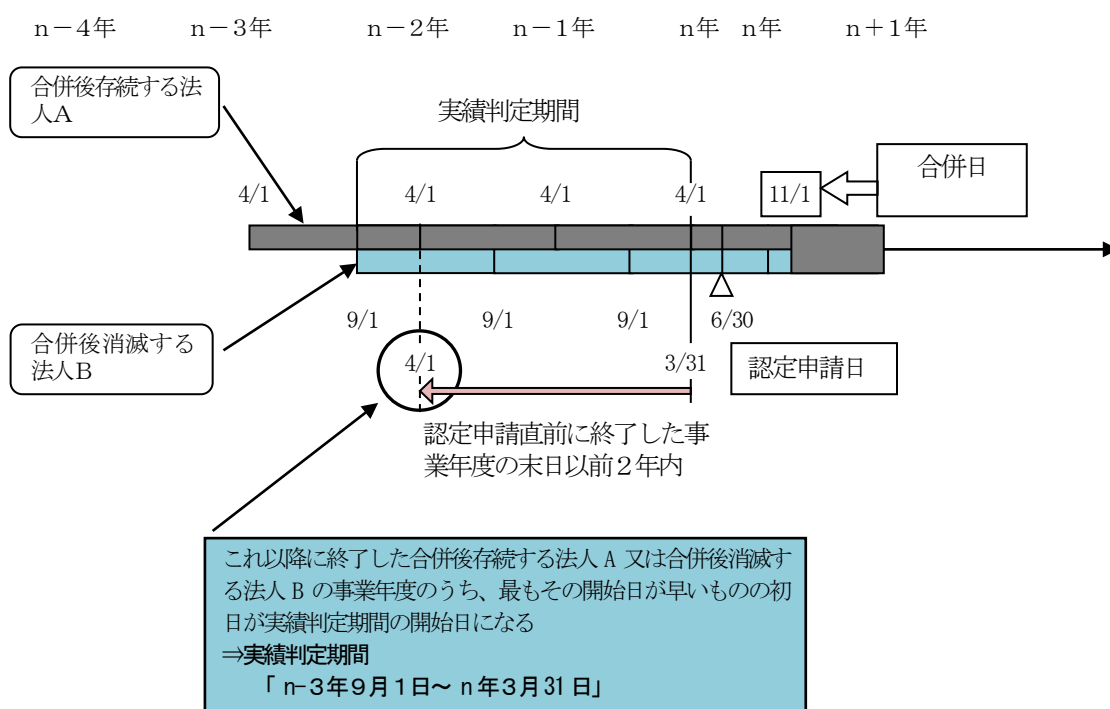 n－4年 n－3年 n－2年 n－1年 n年 n年 n＋1年
合併後存続する法
人A
実績判定期間
合併日
4/1 4/1 4/1 4/1 11/1
9/1 9/1 9/1 6/30
合併後消滅する
法人B
4/1 3/31 認定申請日
認定申請直前に終了した事
業年度の末日以前２年内
これ以降に終了した合併後存続する法人 A 又は合併後消滅す
る法人 B の事業年度のうち、最もその開始日が早いものの初
日が実績判定期間の開始日になる
⇒実績判定期間
「 n-３年９月１日～ n 年３月 31 日」